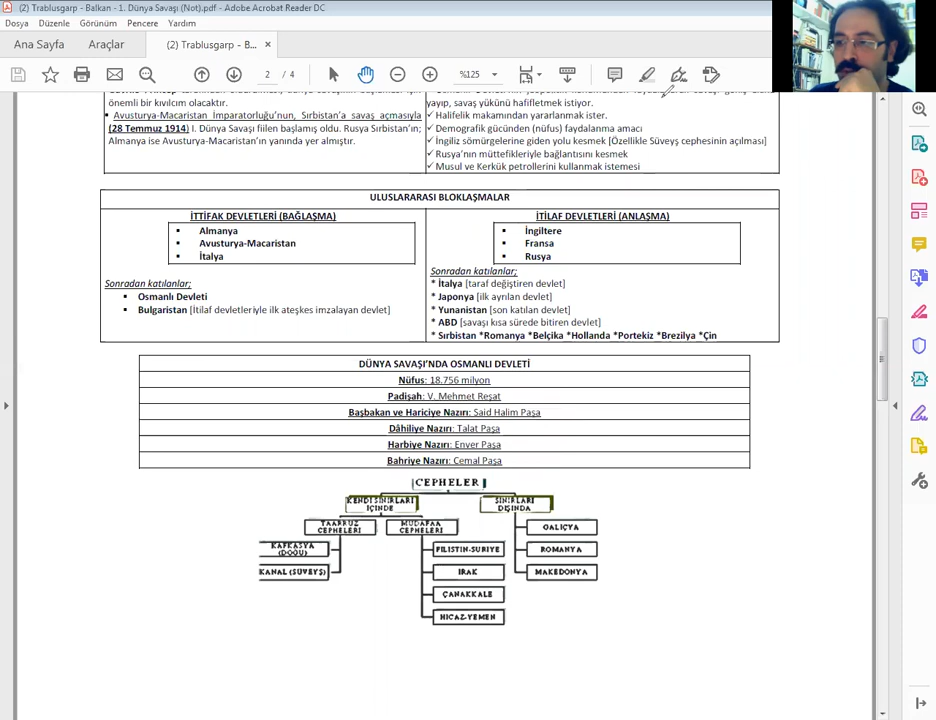 (2) Trablusgarp - Balkan - 1. Dünya Savaşı (Not).pdf - Adobe Acrobat Reader DC
Dosya Düzenle Görünüm Pencere Yardım
Ana Sayfa Araçlar (2) Trablusgarp - B... ×
2 / 4 %125
önemli bir kıvılcım olacaktır.
Avusturya-Macaristan İmparatorluğu'nun, Sırbistan'a savaş açmasıyla
(28 Temmuz 1914) I. Dünya Savaşı fiilen başlamış oldu. Rusya Sırbistan'ın;
Almanya ise Avusturya-Macaristan'ın yanında yer almıştır.
yayıp, savaş yükünü hafifletmek istiyor.
✓ Halifelik makamından yararlanmak ister.
✓ Demografik gücünden (nüfus) faydalanma amacı
✓ İngiliz sömürgelerine giden yolu kesmek [Özellikle Süveyş cephesinin açılması]
✓ Rusya'nın müttefikleriyle bağlantısını kesmek
✓ Musul ve Kerkük petrollerini kullanmak istemesi
ULUSLARARASI BLOKLAŞMALAR
İTTİFAK DEVLETLERİ (BAĞLAŞMA)
▪ Almanya
▪ Avusturya-Macaristan
▪ İtalya
Sonradan katılanlar;
▪ Osmanlı Devleti
▪ Bulgaristan [İtilaf devletleriyle ilk ateşkes imzalayan devlet]
İTİLAF DEVLETLERİ (ANLAŞMA)
▪ İngiltere
▪ Fransa
▪ Rusya
Sonradan katılanlar;
* İtalya [taraf değiştiren devlet]
* Japonya [ilk ayrılan devlet]
* Yunanistan [son katılan devlet]
* ABD [savaşı kısa sürede bitiren devlet]
* Sırbistan *Romanya *Belçika *Hollanda *Portekiz *Brezilya *Çin
DÜNYA SAVAŞI'NDA OSMANLI DEVLETİ
Nüfus: 18.756 milyon
Padişah: V. Mehmet Reşat
Başbakan ve Hariciye Nazırı: Said Halim Paşa
Dâhiliye Nazırı: Talat Paşa
Harbiye Nazırı: Enver Paşa
Bahriye Nazırı: Cemal Paşa
CEPHELER
KENDİ SINIRLARI
İÇİNDE
SINIRLARI
DIŞINDA
TAARRUZ
CEPHELERİ
MÜDAFAA
CEPHELERİ
GALİÇYA
KAFKASYA
(DOĞU)
FİLİSTİN-SURİYE
ROMANYA
KANAL (SÜVEYŞ)
IRAK
MAKEDONYA
ÇANAKKALE
HİCAZ-YEMEN